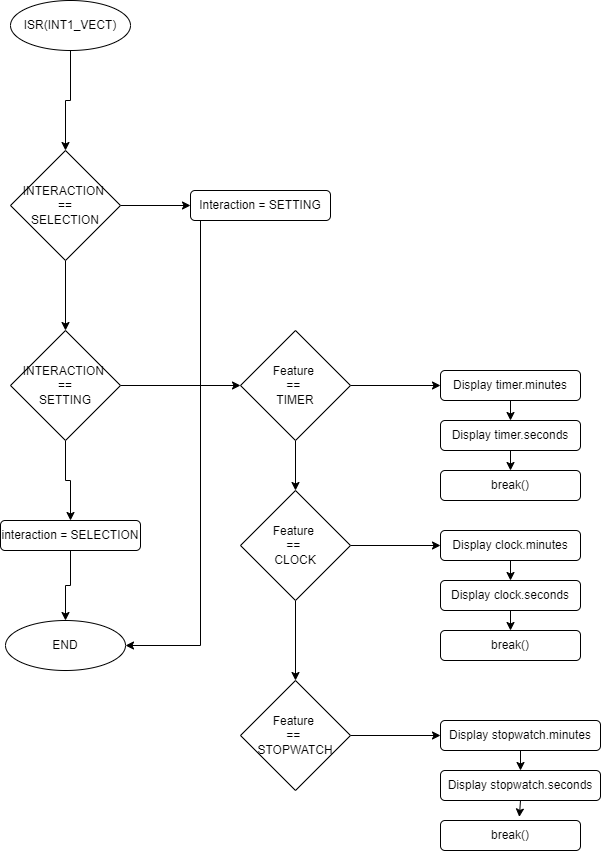 ISR(INT1_VECT)
INTERACTION
==
SELECTION
Interaction = SETTING
INTERACTION
==
SETTING
Feature
==
TIMER
Display timer.minutes
Display timer.seconds
break()
interaction = SELECTION
Feature
==
CLOCK
Display clock.minutes
Display clock.seconds
break()
END
Feature
==
STOPWATCH
Display stopwatch.minutes
Display stopwatch.seconds
break()